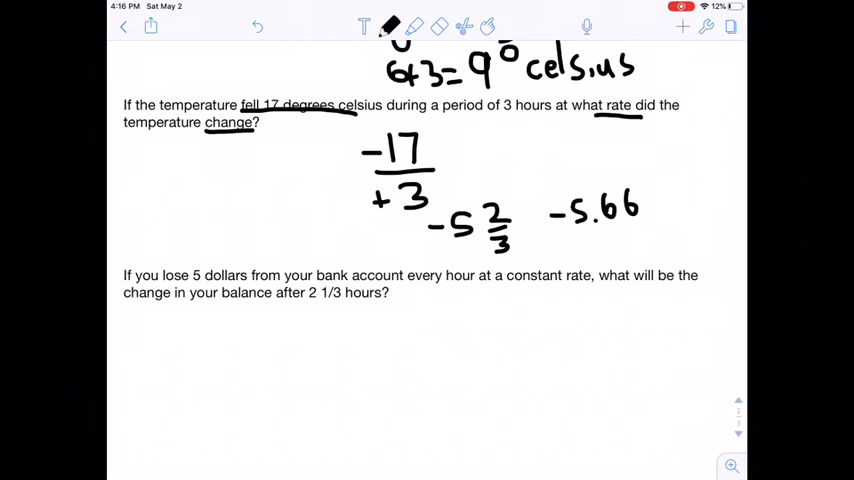 4:16 PM Sat May 2
12%
T
6+3=9° celsius
If the temperature fell 17 degrees celsius during a period of 3 hours at what rate did the
temperature change?
-17
+3
-5 2/3 -5.66
If you lose 5 dollars from your bank account every hour at a constant rate, what will be the
change in your balance after 2 1/3 hours?
2
3